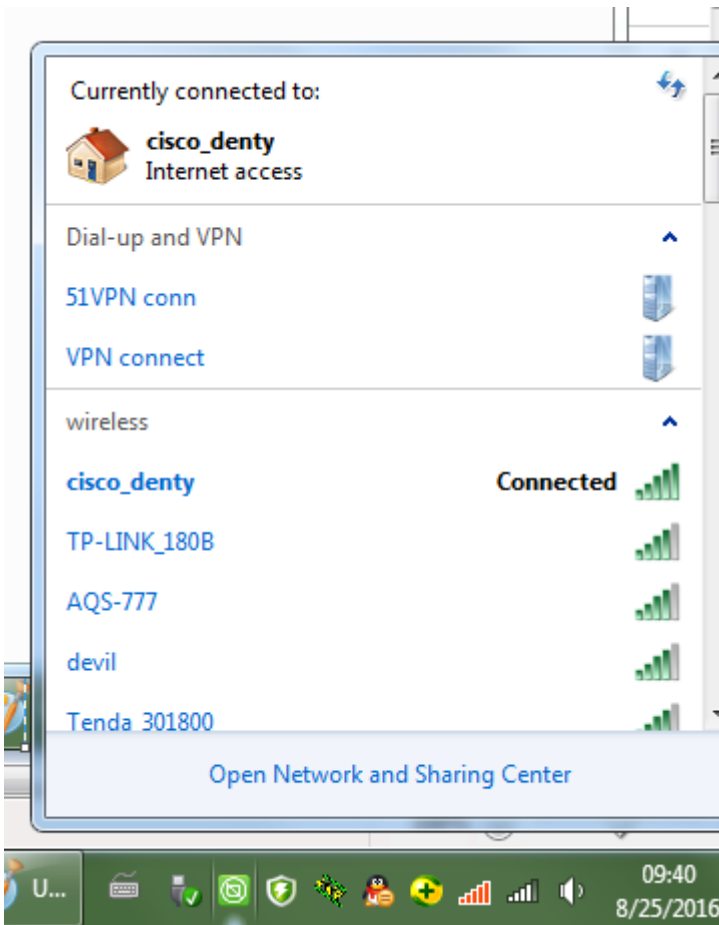 Currently connected to:
cisco_denty
Internet access
Dial-up and VPN
51VPN conn
VPN connect
wireless
cisco_denty Connected
TP-LINK_180B
AQS-777
devil
Tenda_301800
Open Network and Sharing Center
U...
09:40
8/25/2016